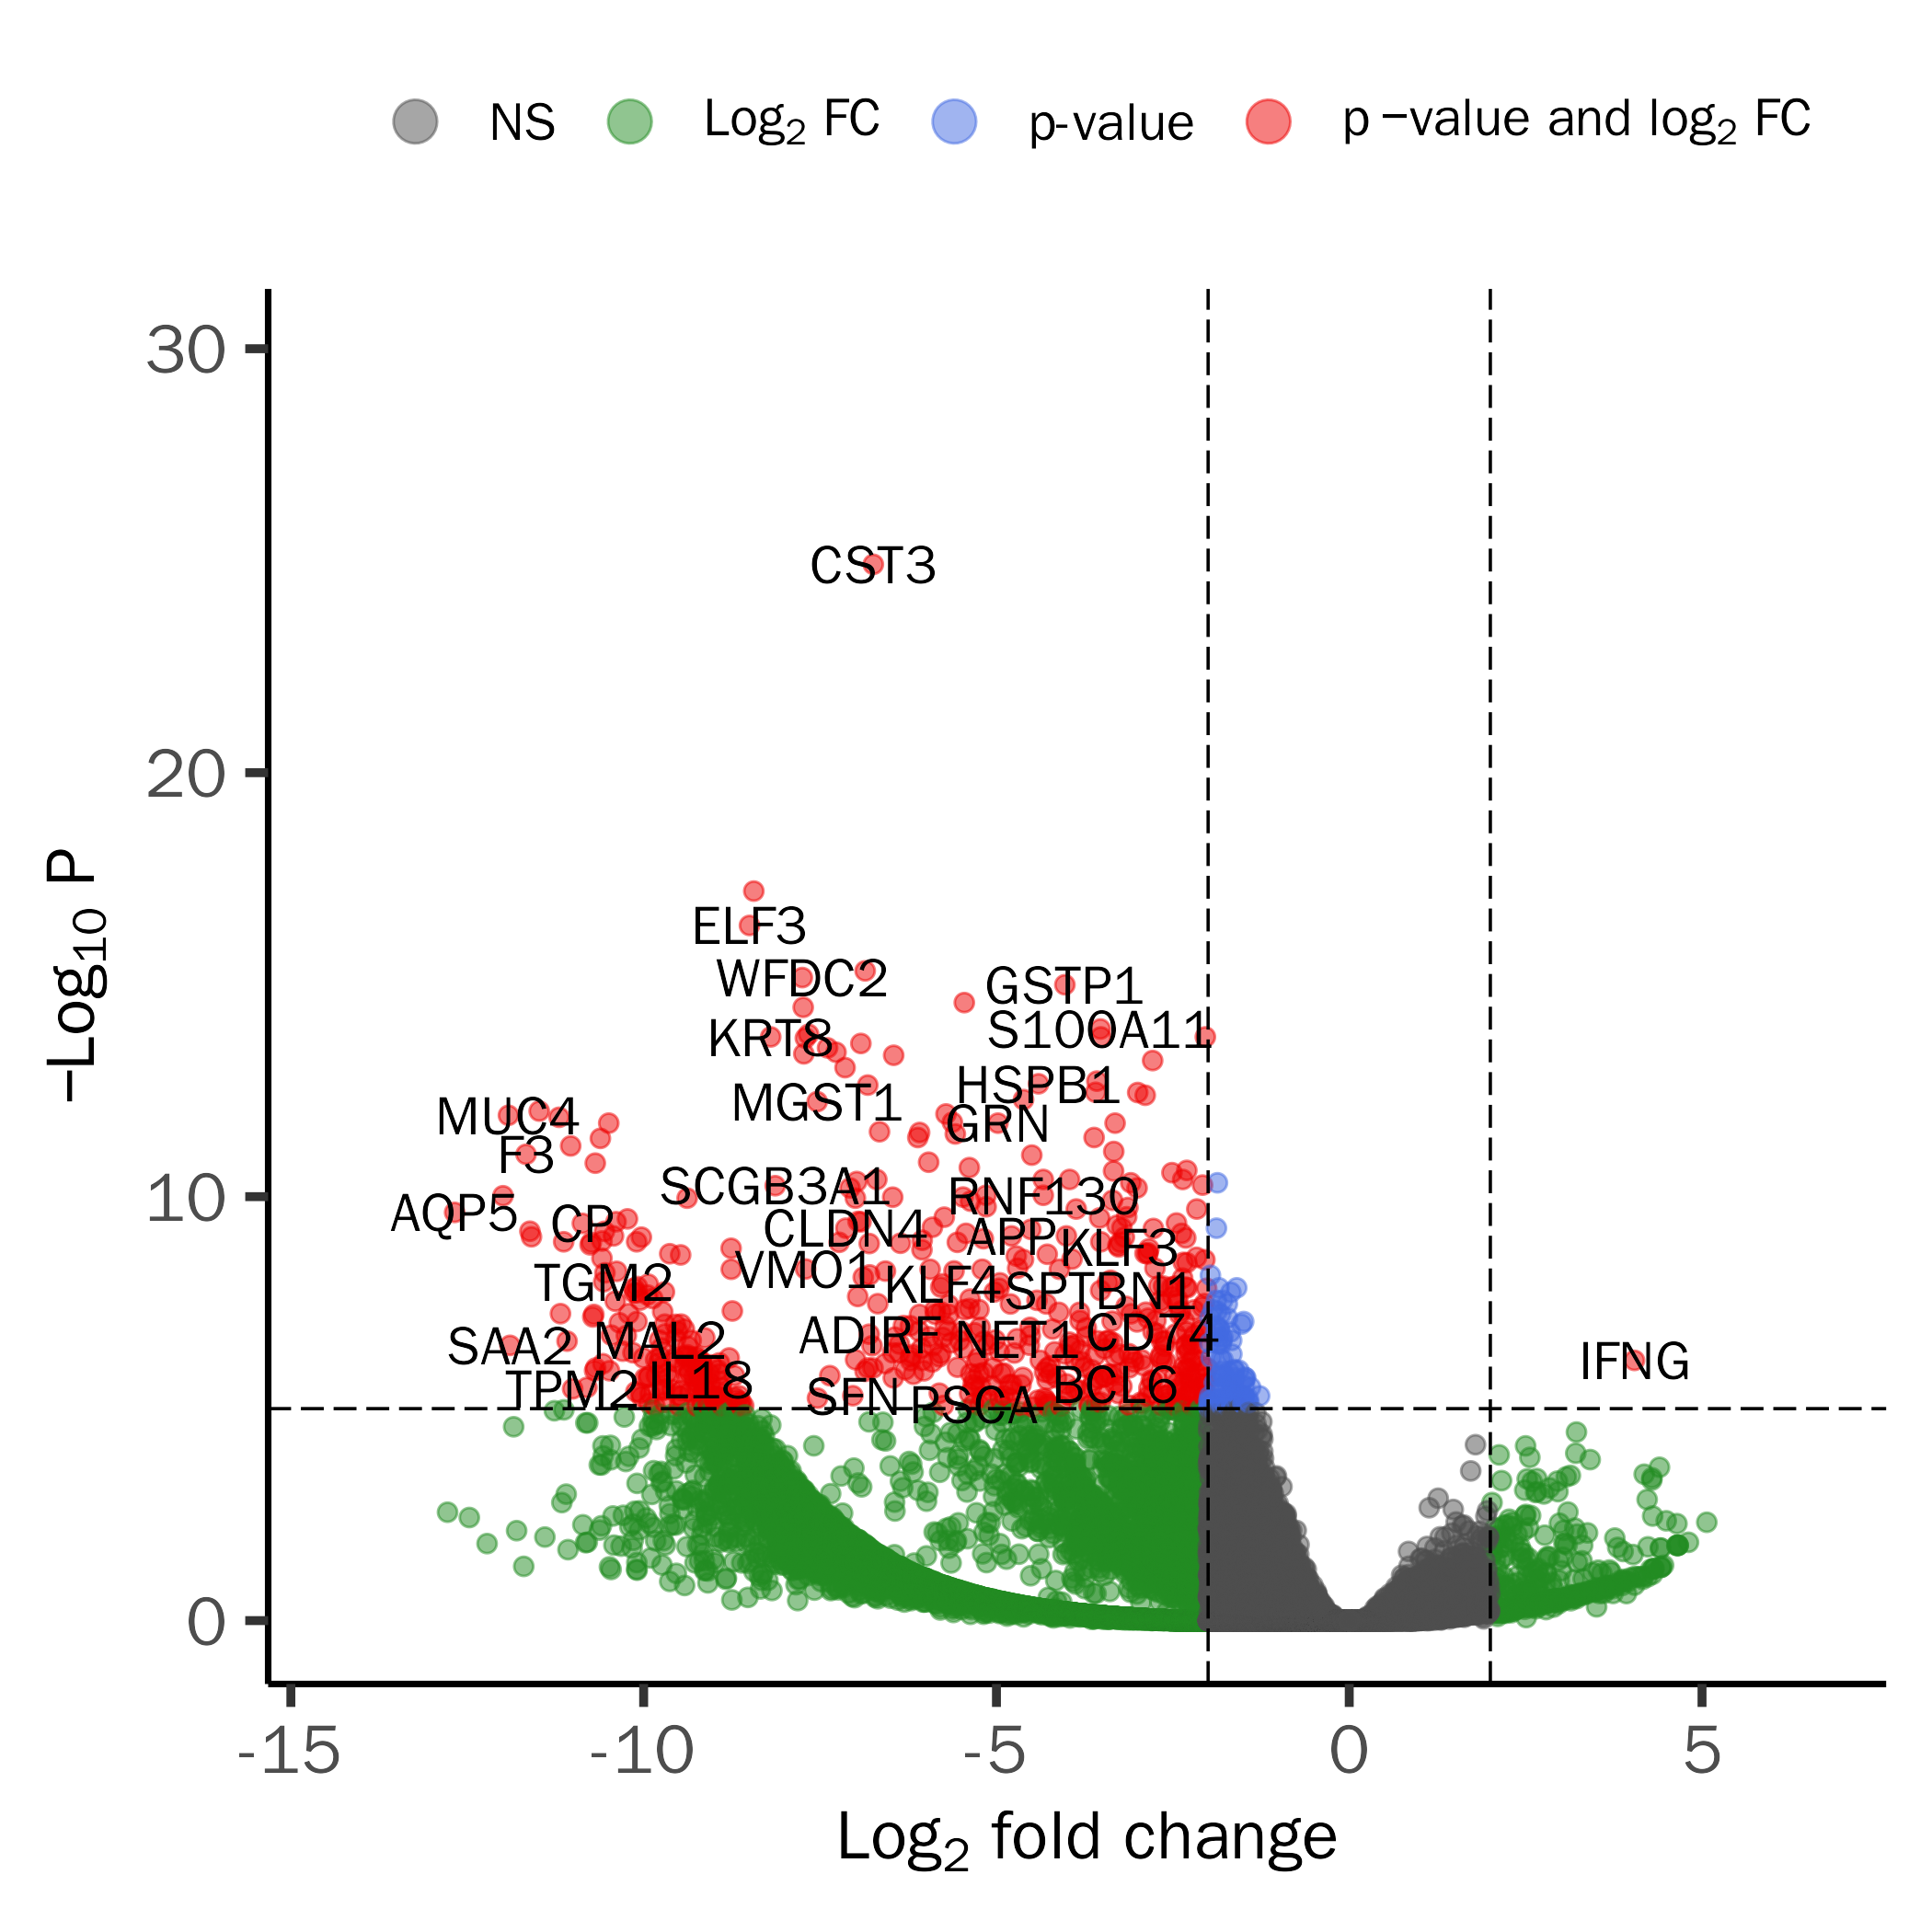 NS Log₂ FC p-value p −value and log₂ FC
30
20
10
0
−Log₁₀ P
CST3
ELF3
WFDC2
GSTP1
S100A11
KRT8
HSPB1
MGST1
GRN
MUC4
F3
SCGB3A1
RNF130
AQP5
CP
CLDN4
APP
KLF3
VMO1
TGM2
KLF4
SPTBN1
ADIRF
NET1
CD74
SAA2
MAL2
IFNG
IL18
TPM2
SFN
PSCA
BCL6
-15
-10
-5
0
5
Log₂ fold change